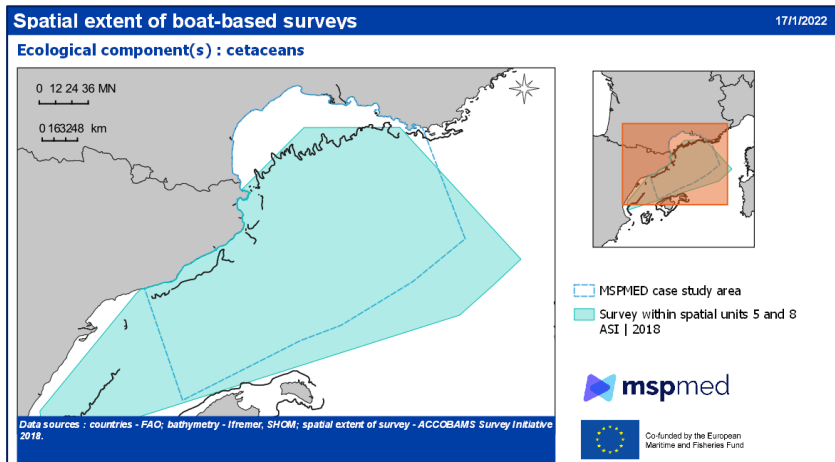 Spatial extent of boat-based surveys
17/1/2022
Ecological component(s) : cetaceans
0 12 24 36 MN
0 163248 km
MSPMED case study area
Survey within spatial units 5 and 8
ASI | 2018
mspmed
Data sources : countries - FAO; bathymetry - Ifremer, SHOM; spatial extent of survey - ACCOBAMS Survey Initiative
2018.
Co-funded by the European
Maritime and Fisheries Fund